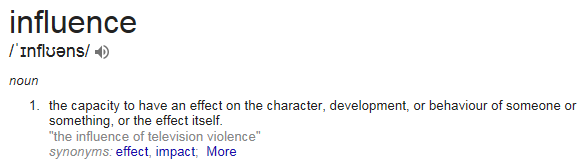 influence
/ˈɪnflʊəns/
noun
1. the capacity to have an effect on the character, development, or behaviour of someone or
something, or the effect itself.
"the influence of television violence"
synonyms: effect, impact; More